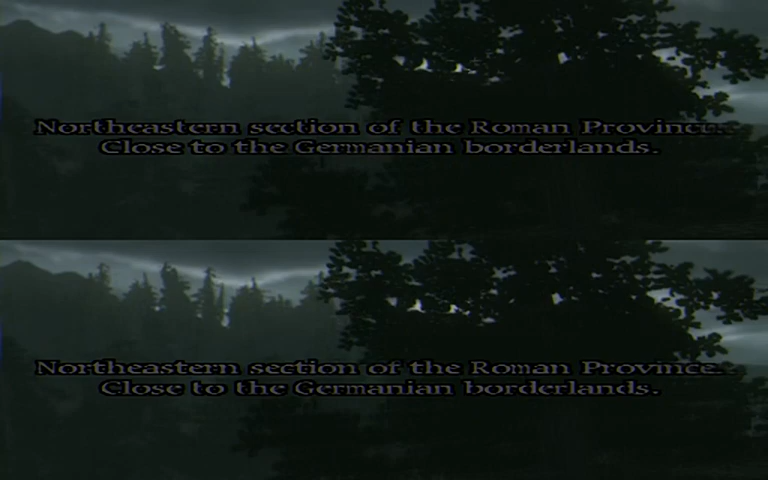 Northeastern section of the Roman Province.
Close to the Germanian borderlands.
Northeastern section of the Roman Province.
Close to the Germanian borderlands.